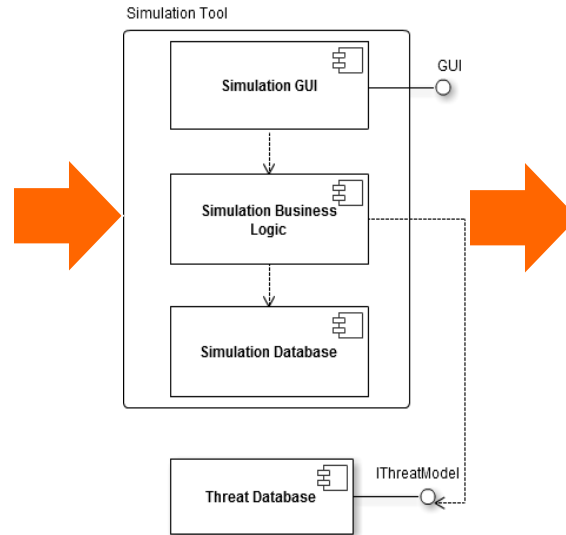 Simulation Tool
GUI
Simulation GUI
Simulation Business
Logic
Simulation Database
IThreatModel
Threat Database